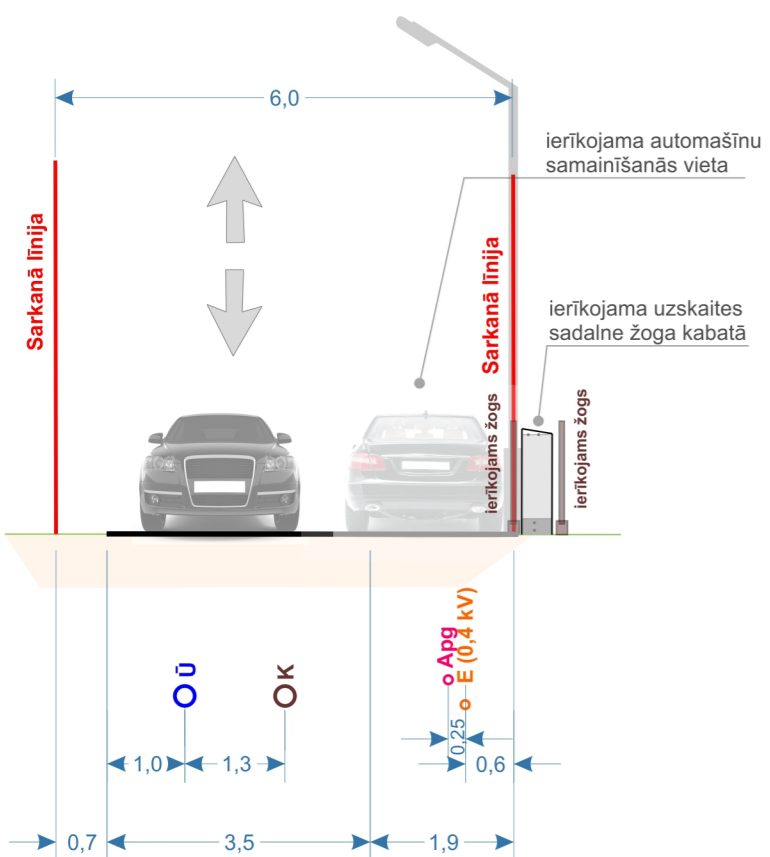 6,0
ierīkojama automašīnu
samainīšanās vieta
Sarkanā līnija
Sarkanā līnija
ierīkojama uzskaites
sadalne žoga kabatā
ierīkojams žogs
ierīkojams žogs
Ū
K
Apg
E (0,4 kV)
0,25
1,0
1,3
0,6
0,7
3,5
1,9